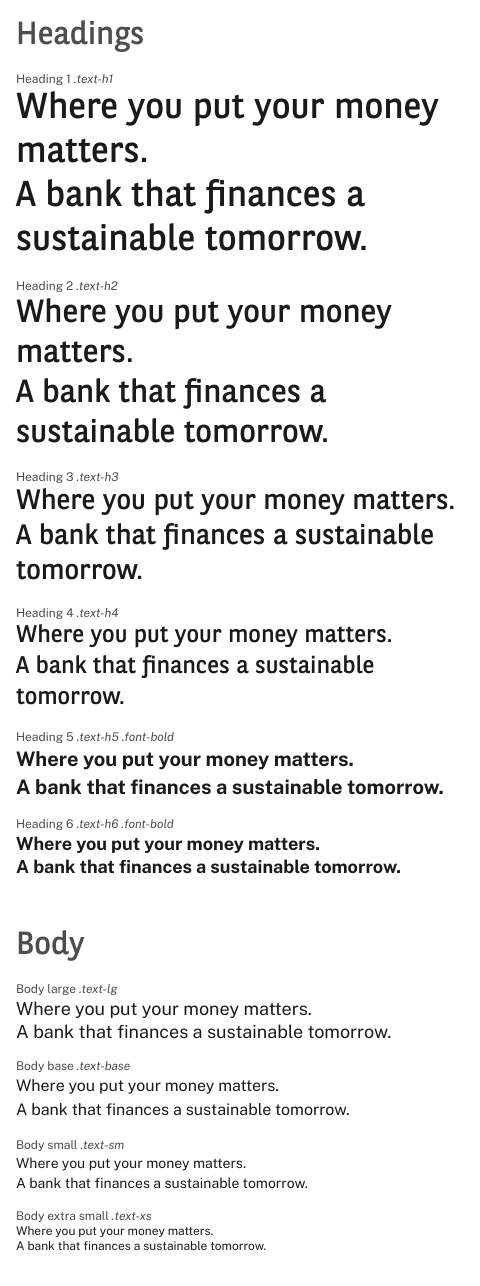 Headings
Heading 1 .text-h1
Where you put your money
matters.
A bank that finances a
sustainable tomorrow.
Heading 2 .text-h2
Where you put your money
matters.
A bank that finances a
sustainable tomorrow.
Heading 3 .text-h3
Where you put your money matters.
A bank that finances a sustainable
tomorrow.
Heading 4 .text-h4
Where you put your money matters.
A bank that finances a sustainable
tomorrow.
Heading 5 .text-h5 .font-bold
Where you put your money matters.
A bank that finances a sustainable tomorrow.
Heading 6 .text-h6 .font-bold
Where you put your money matters.
A bank that finances a sustainable tomorrow.
Body
Body large .text-lg
Where you put your money matters.
A bank that finances a sustainable tomorrow.
Body base .text-base
Where you put your money matters.
A bank that finances a sustainable tomorrow.
Body small .text-sm
Where you put your money matters.
A bank that finances a sustainable tomorrow.
Body extra small .text-xs
Where you put your money matters.
A bank that finances a sustainable tomorrow.